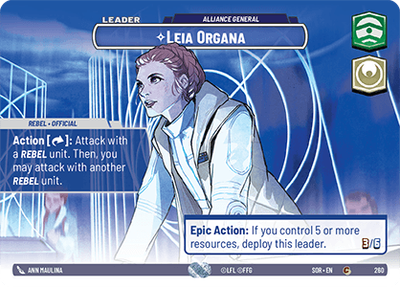 LEADER
ALLIANCE GENERAL
✧LEIA ORGANA
REBEL • OFFICIAL
Action [↷]: Attack with
a REBEL unit. Then, you
may attack with another
REBEL unit.
Epic Action: If you control 5 or more
resources, deploy this leader.
3/6
ANN MAULINA
©LFL ©FFG
SOR • EN
C
260